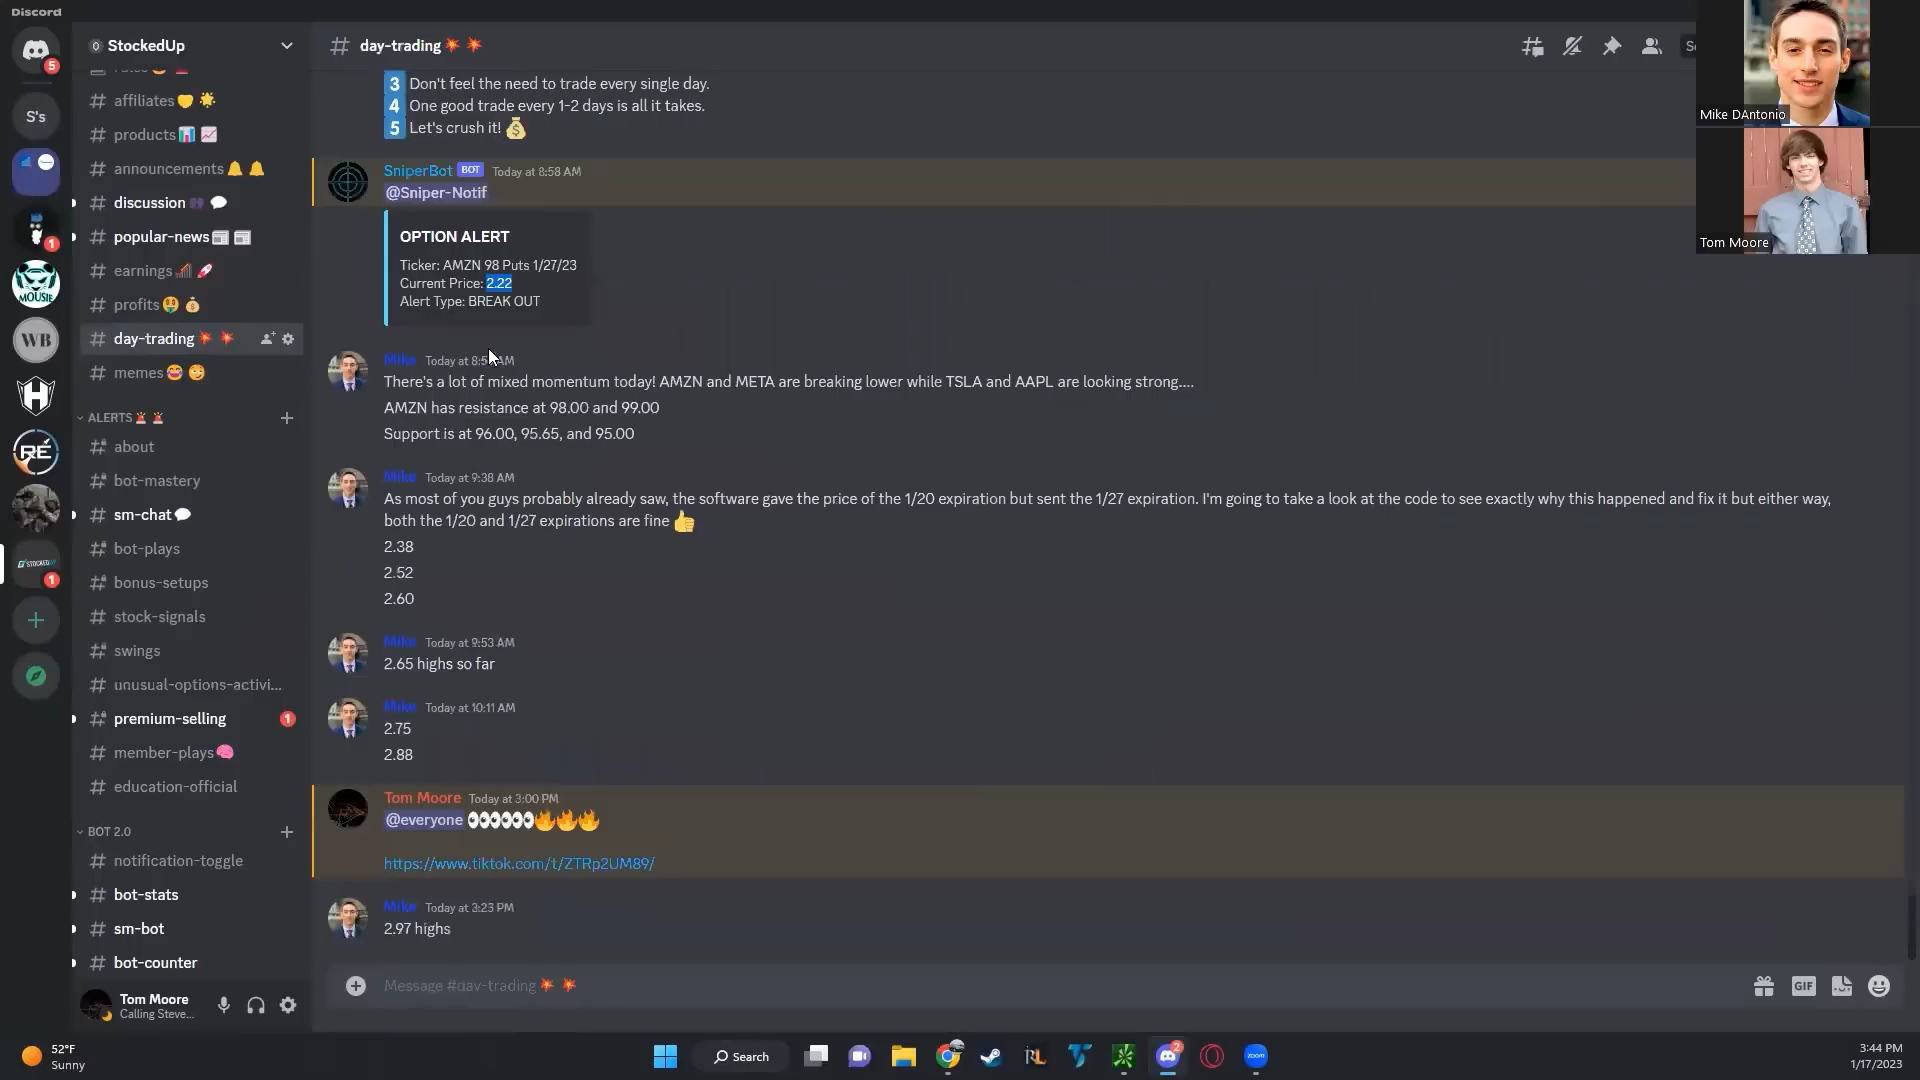 Discord
StockedUp
affiliates
products
announcements
discussion
popular-news
earnings
profits
day-trading
memes
ALERTS
about
bot-mastery
sm-chat
bot-plays
bonus-setups
stock-signals
swings
unusual-options-activi...
premium-selling
1
member-plays
education-official
BOT 2.0
notification-toggle
bot-stats
sm-bot
bot-counter
Tom Moore
Calling Steve...
5
S's
1
MOUSIE
WB
H
RE
STOCKEDUP
1
# day-trading
3 Don't feel the need to trade every single day.
4 One good trade every 1-2 days is all it takes.
5 Let's crush it!
SniperBot BOT Today at 8:58 AM
@Sniper-Notif
OPTION ALERT
Ticker: AMZN 98 Puts 1/27/23
Current Price: 2.22
Alert Type: BREAK OUT
Mike
There's a lot of mixed momentum today! AMZN and META are breaking lower while TSLA and AAPL are looking strong....
AMZN has resistance at 98.00 and 99.00
Support is at 96.00, 95.65, and 95.00
Mike Today at 9:38 AM
As most of you guys probably already saw, the software gave the price of the 1/20 expiration but sent the 1/27 expiration. I'm going to take a look at the code to see exactly why this happened and fix it but either way,
both the 1/20 and 1/27 expirations are fine
2.38
2.52
2.60
Mike Today at 9:53 AM
2.65 highs so far
Mike Today at 10:11 AM
2.75
2.88
Tom Moore Today at 3:00 PM
@everyone
https://www.tiktok.com/t/ZTRp2UM89/
Mike Today at 3:23 PM
2.97 highs
Message #day-trading
GIF
Mike DAntonio
Tom Moore
52°F
Sunny
Search
2
zoom
3:44 PM
1/17/2023